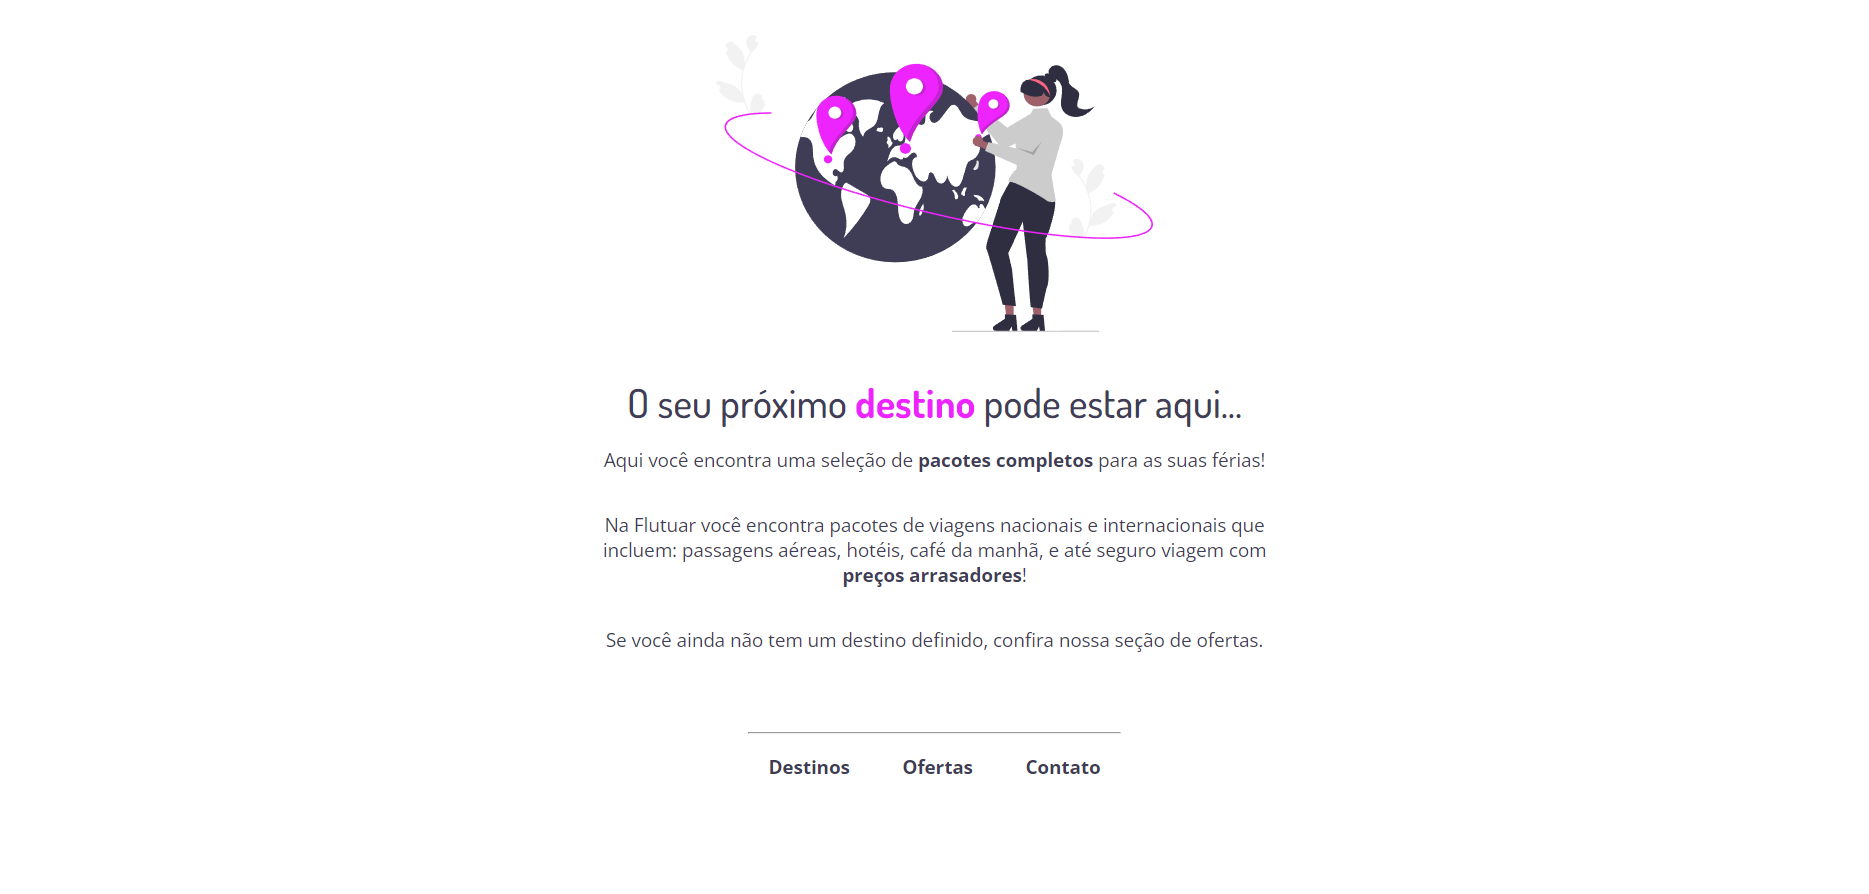 O seu próximo destino pode estar aqui...
Aqui você encontra uma seleção de pacotes completos para as suas férias!
Na Flutuar você encontra pacotes de viagens nacionais e internacionais que
incluem: passagens aéreas, hotéis, café da manhã, e até seguro viagem com
preços arrasadores!
Se você ainda não tem um destino definido, confira nossa seção de ofertas.
Destinos Ofertas Contato